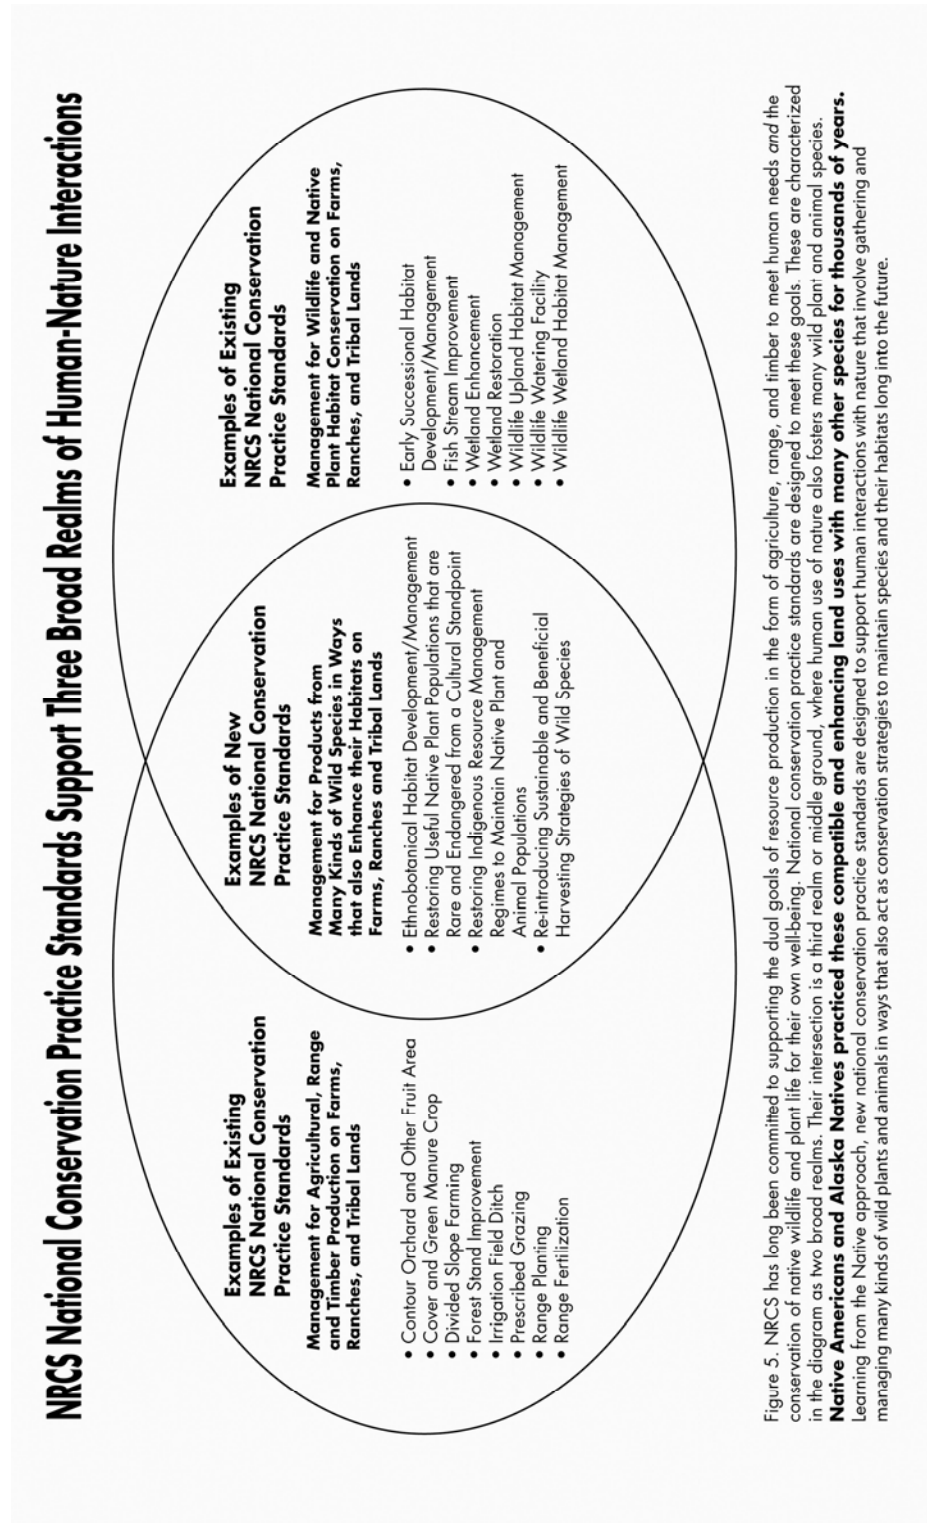 NRCS National Conservation Practice Standards Support Three Broad Realms of Human-Nature Interactions
Examples of Existing
NRCS National Conservation
Practice Standards
Management for Agricultural, Range
and Timber Production on Farms,
Ranches, and Tribal Lands
• Contour Orchard and Other Fruit Area
• Cover and Green Manure Crop
• Divided Slope Farming
• Forest Stand Improvement
• Irrigation Field Ditch
• Prescribed Grazing
• Range Planting
• Range Fertilization
Examples of New
NRCS National Conservation
Practice Standards
Management for Products from
Many Kinds of Wild Species in Ways
that also Enhance their Habitats on
Farms, Ranches and Tribal Lands
• Ethnobotanical Habitat Development/Management
• Restoring Useful Native Plant Populations that are
Rare and Endangered from a Cultural Standpoint
• Restoring Indigenous Resource Management
Regimes to Maintain Native Plant and
Animal Populations
• Re-introducing Sustainable and Beneficial
Harvesting Strategies of Wild Species
Examples of Existing
NRCS National Conservation
Practice Standards
Management for Wildlife and Native
Plant Habitat Conservation on Farms,
Ranches, and Tribal Lands
• Early Successional Habitat
Development/Management
• Fish Stream Improvement
• Wetland Enhancement
• Wetland Restoration
• Wildlife Upland Habitat Management
• Wildlife Watering Facility
• Wildlife Wetland Habitat Management
Figure 5. NRCS has long been committed to supporting the dual goals of resource production in the form of agriculture, range, and timber to meet human needs and the
conservation of native wildlife and plant life for their own well-being. National conservation practice standards are designed to meet these goals. These are characterized
in the diagram as two broad realms. Their intersection is a third realm or middle ground, where human use of nature also fosters many wild plant and animal species.
Native Americans and Alaska Natives practiced these compatible and enhancing land uses with many other species for thousands of years.
Learning from the Native approach, new national conservation practice standards are designed to support human interactions with nature that involve gathering and
managing many kinds of wild plants and animals in ways that also act as conservation strategies to maintain species and their habitats long into the future.